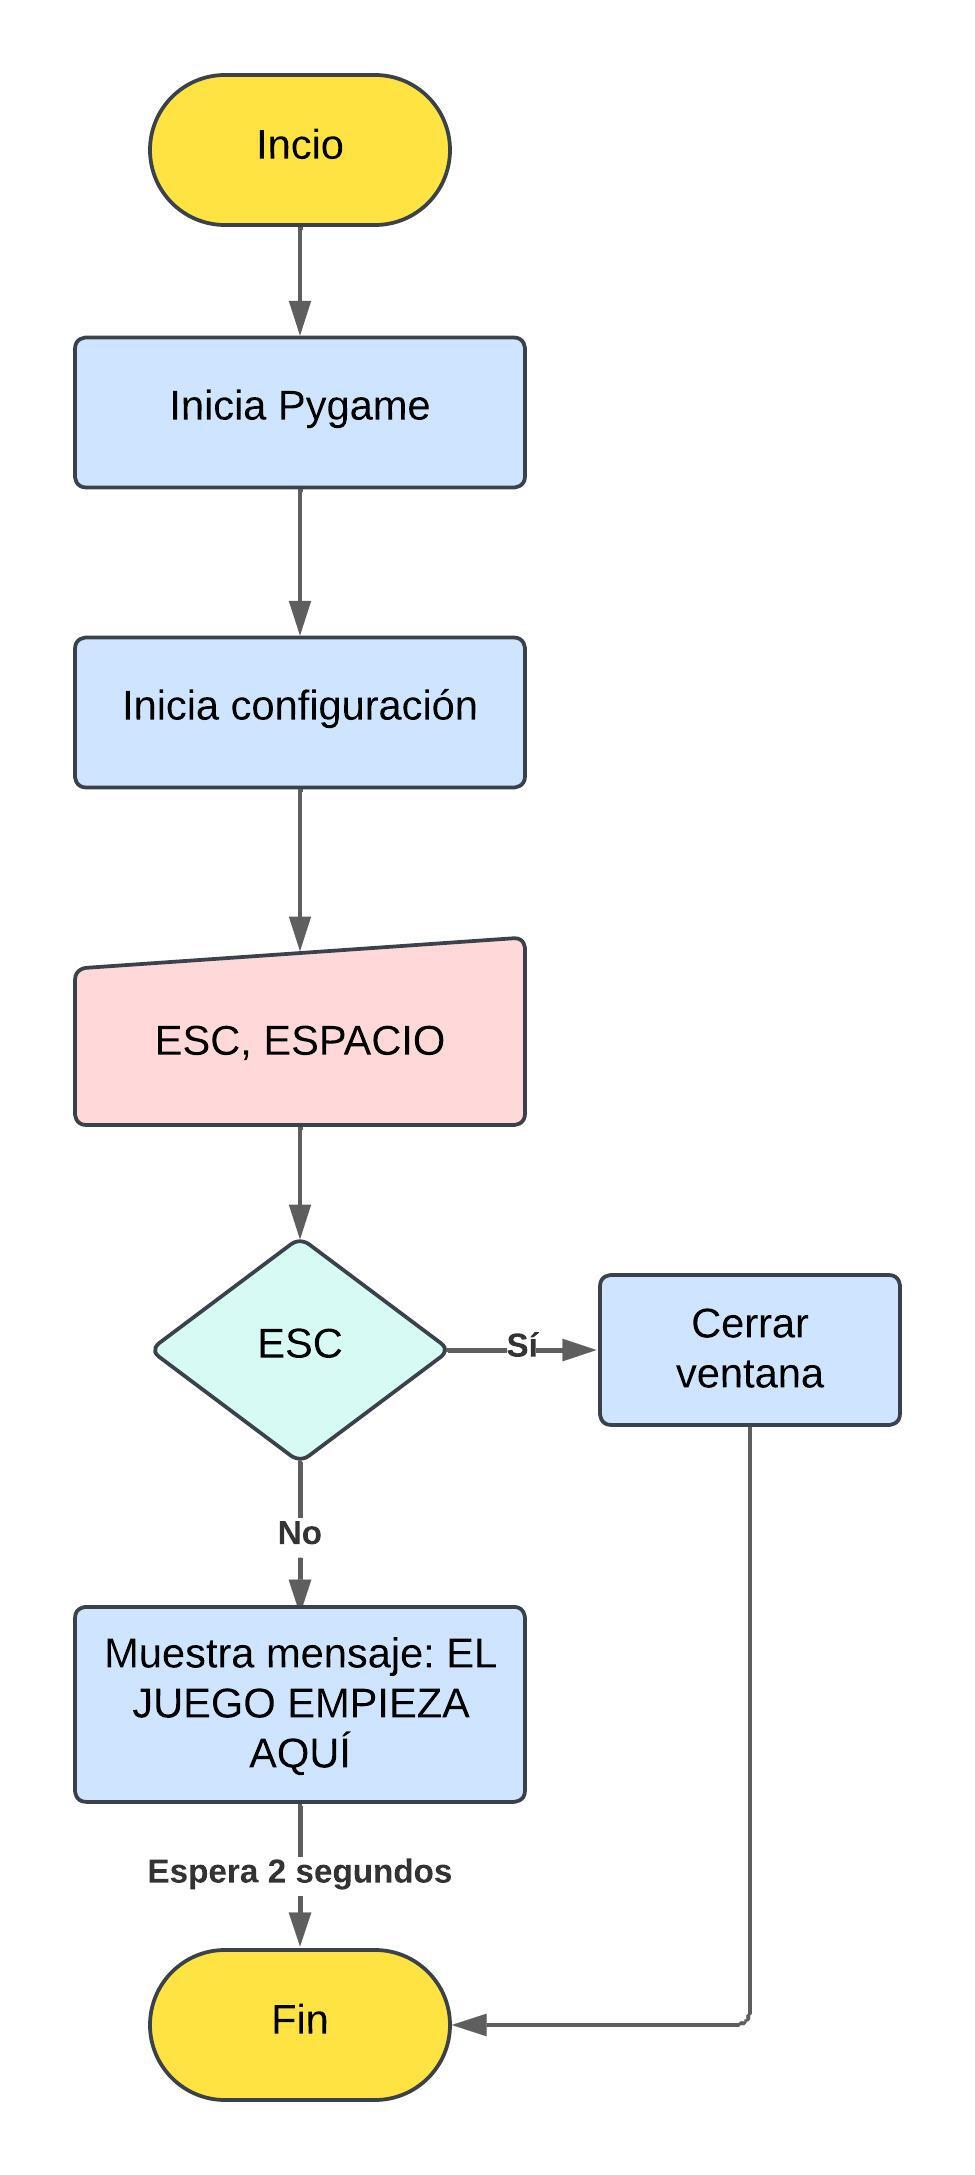 Incio
Inicia Pygame
Inicia configuración
ESC, ESPACIO
ESC
Sí
Cerrar
ventana
No
Muestra mensaje: EL
JUEGO EMPIEZA
AQUÍ
Espera 2 segundos
Fin